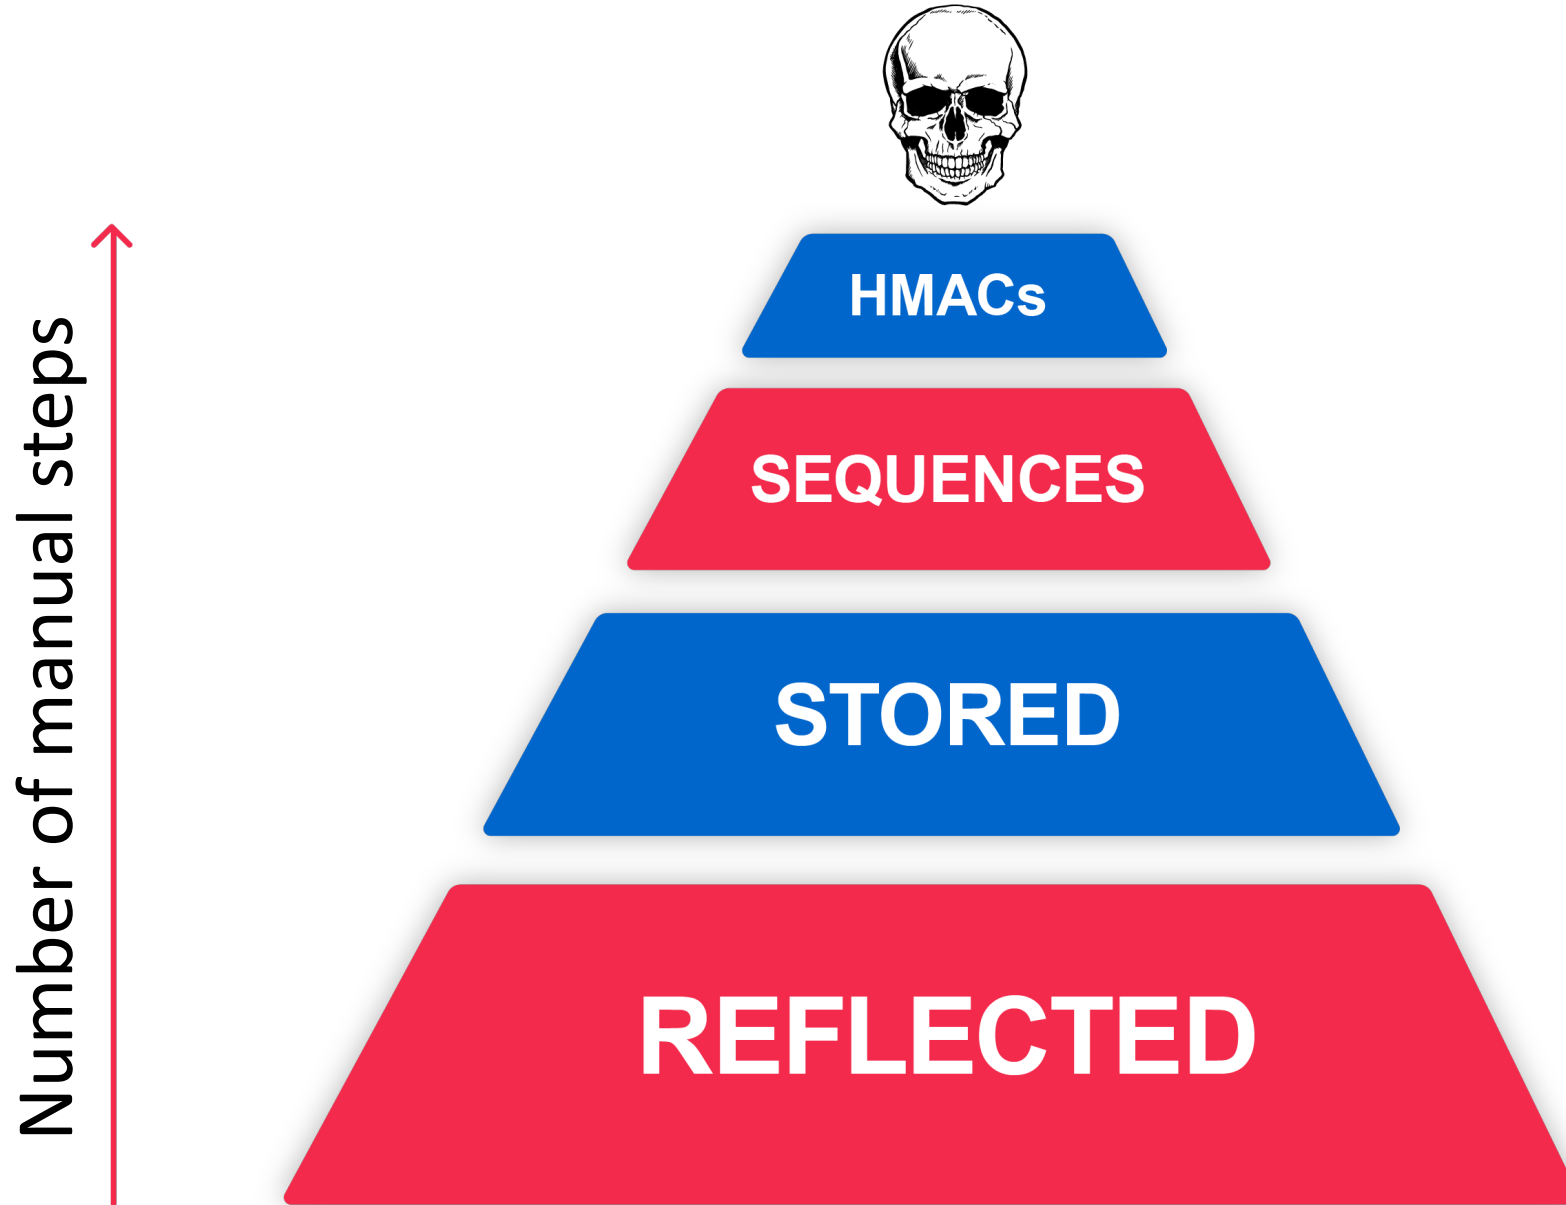 Number of manual steps
HMACs
SEQUENCES
STORED
REFLECTED